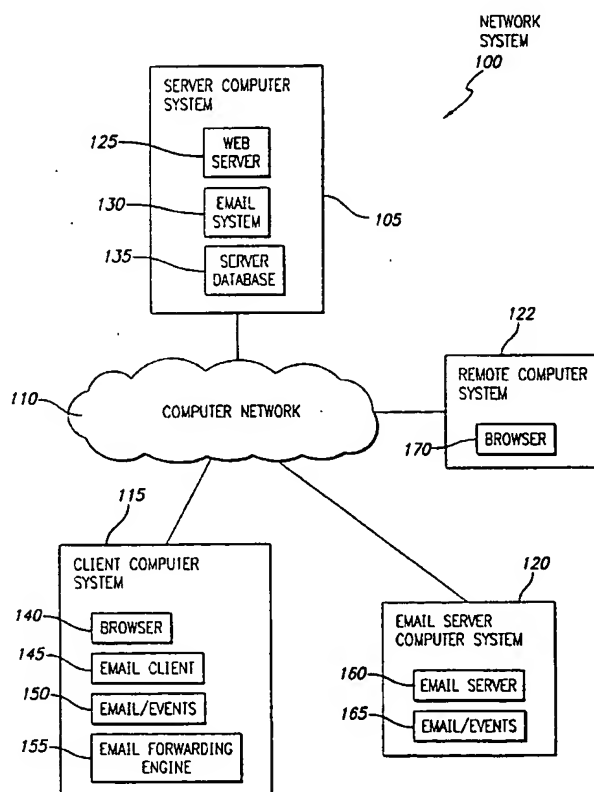 NETWORK
SYSTEM
100
SERVER COMPUTER
SYSTEM
125
WEB
SERVER
130
EMAIL
SYSTEM
105
135
SERVER
DATABASE
122
110
COMPUTER NETWORK
REMOTE COMPUTER
SYSTEM
170
BROWSER
115
CLIENT COMPUTER
SYSTEM
120
140
BROWSER
EMAIL SERVER
COMPUTER SYSTEM
145
EMAIL CLIENT
160
EMAIL SERVER
150
EMAIL/EVENTS
165
EMAIL/EVENTS
155
EMAIL FORWARDING
ENGINE